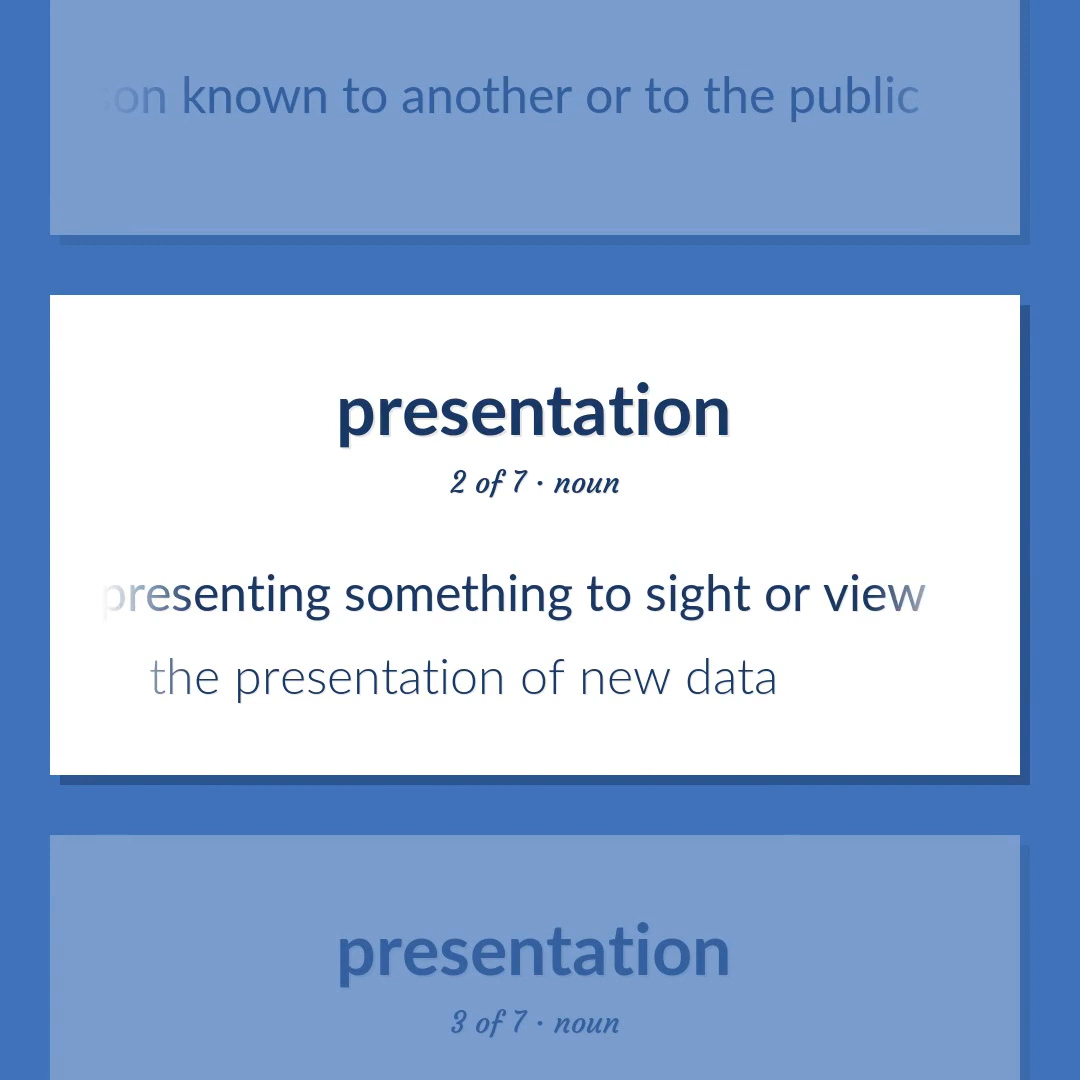 known to another or to the public
presentation
2 of 7 · noun
presenting something to sight or view
the presentation of new data
presentation
3 of 7 · noun